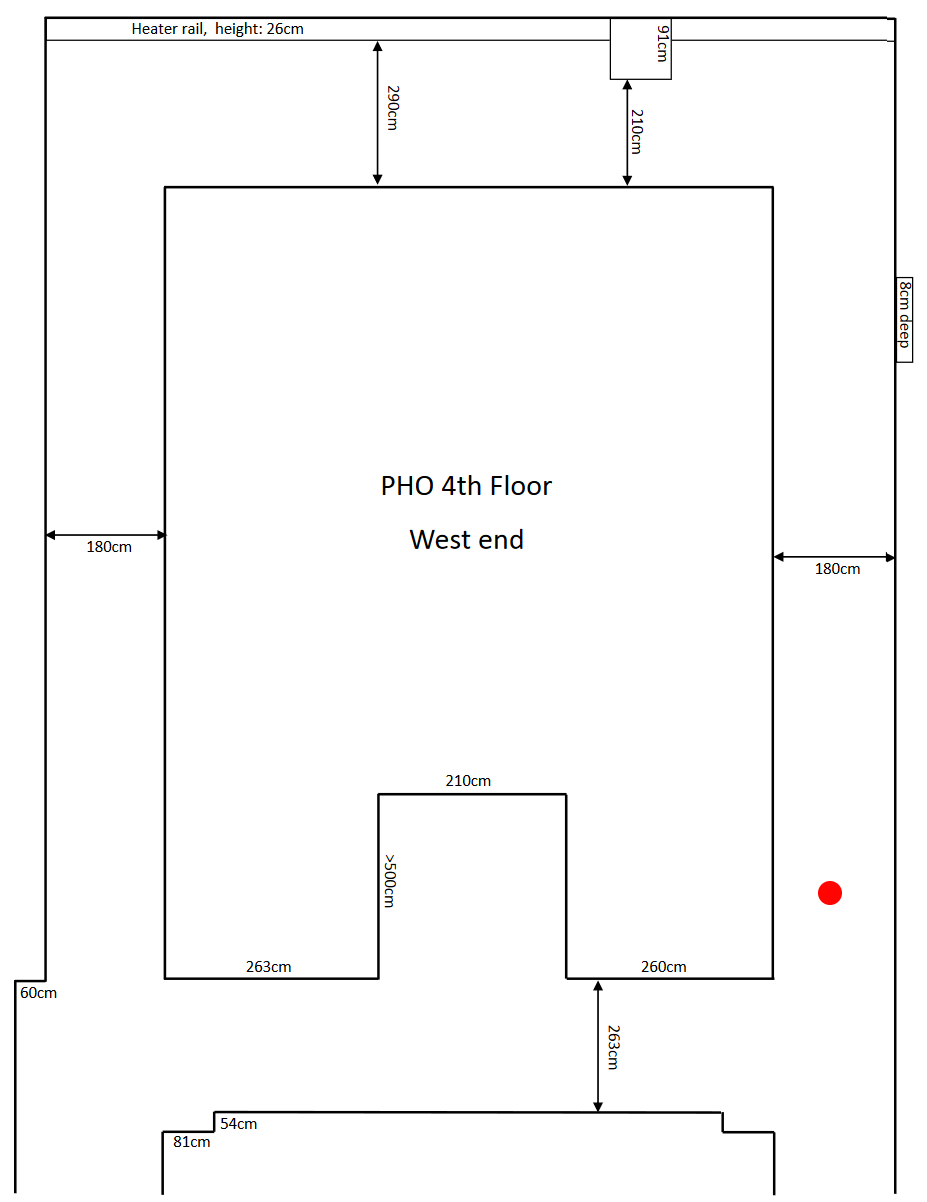 Heater rail,  height: 26cm
91cm
290cm
210cm
8cm deep
PHO 4th Floor
West end
180cm
180cm
210cm
>500cm
263cm
260cm
60cm
263cm
54cm
81cm